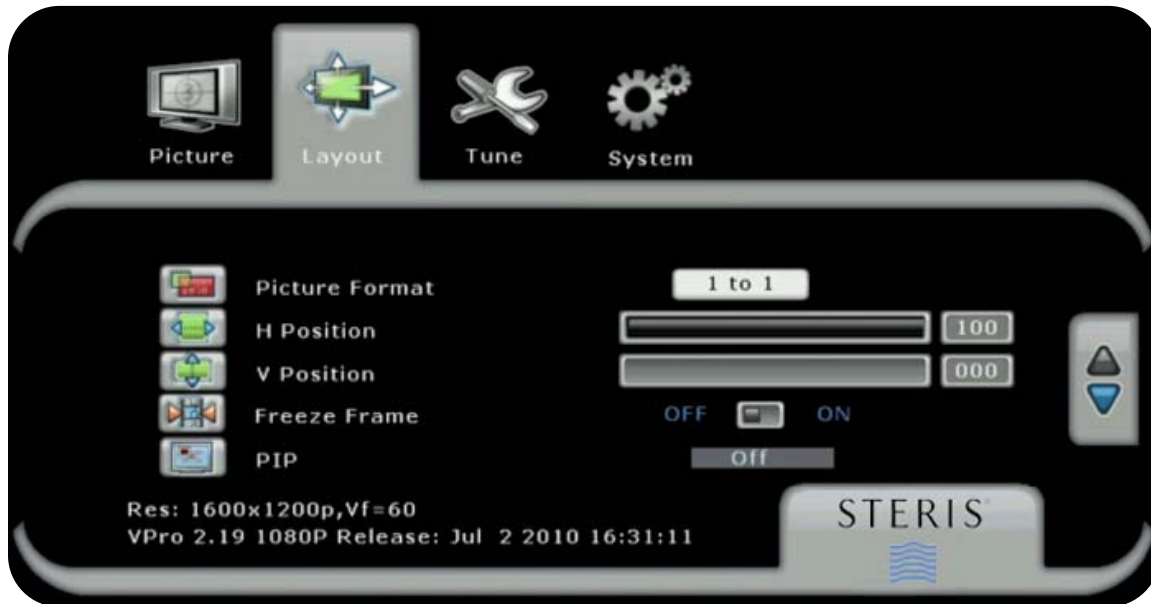 Picture Layout Tune System
Picture Format 1 to 1
H Position 100
V Position 000
Freeze Frame OFF ON
PIP Off
Res: 1600x1200p,Vf=60
VPro 2.19 1080P Release: Jul 2 2010 16:31:11
STERIS